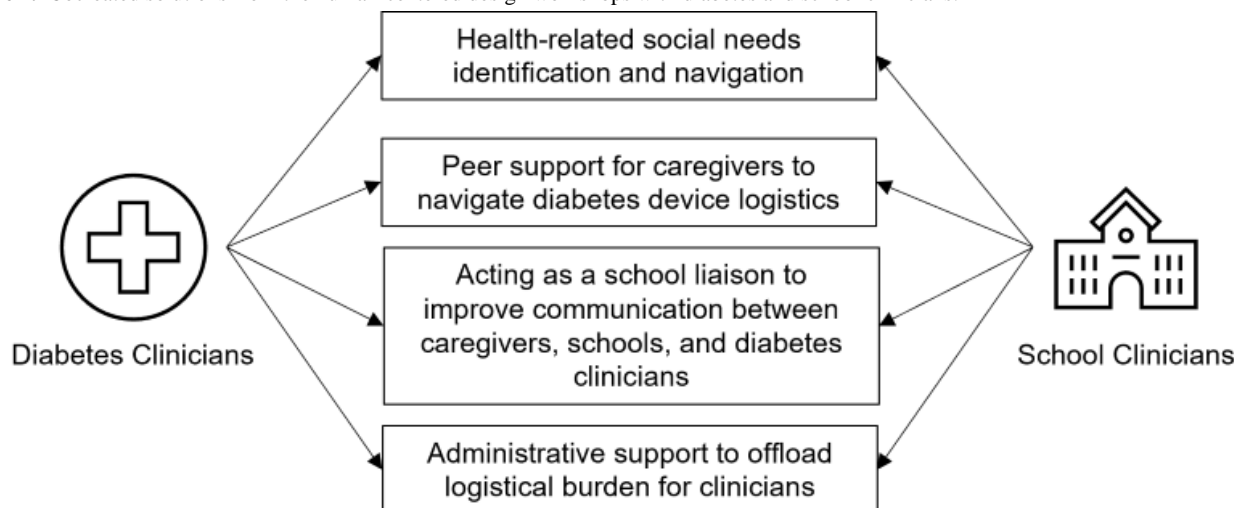 Health-related social needs
identification and navigation
Peer support for caregivers to
navigate diabetes device logistics
Acting as a school liaison to
improve communication between
caregivers, schools, and diabetes
clinicians
Diabetes Clinicians
School Clinicians
Administrative support to offload
logistical burden for clinicians